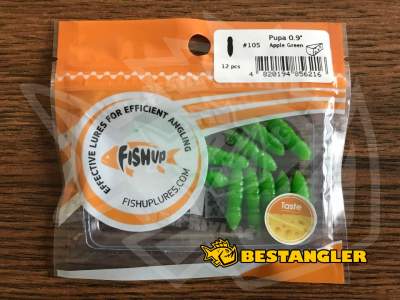 Pupa 0.9"
#105 Apple Green
12 pcs
4 820194 856216
EFFECTIVE LURES FOR EFFICIENT ANGLING
FISHUP
FISHUPLURES.COM
Taste
BESTANGLER